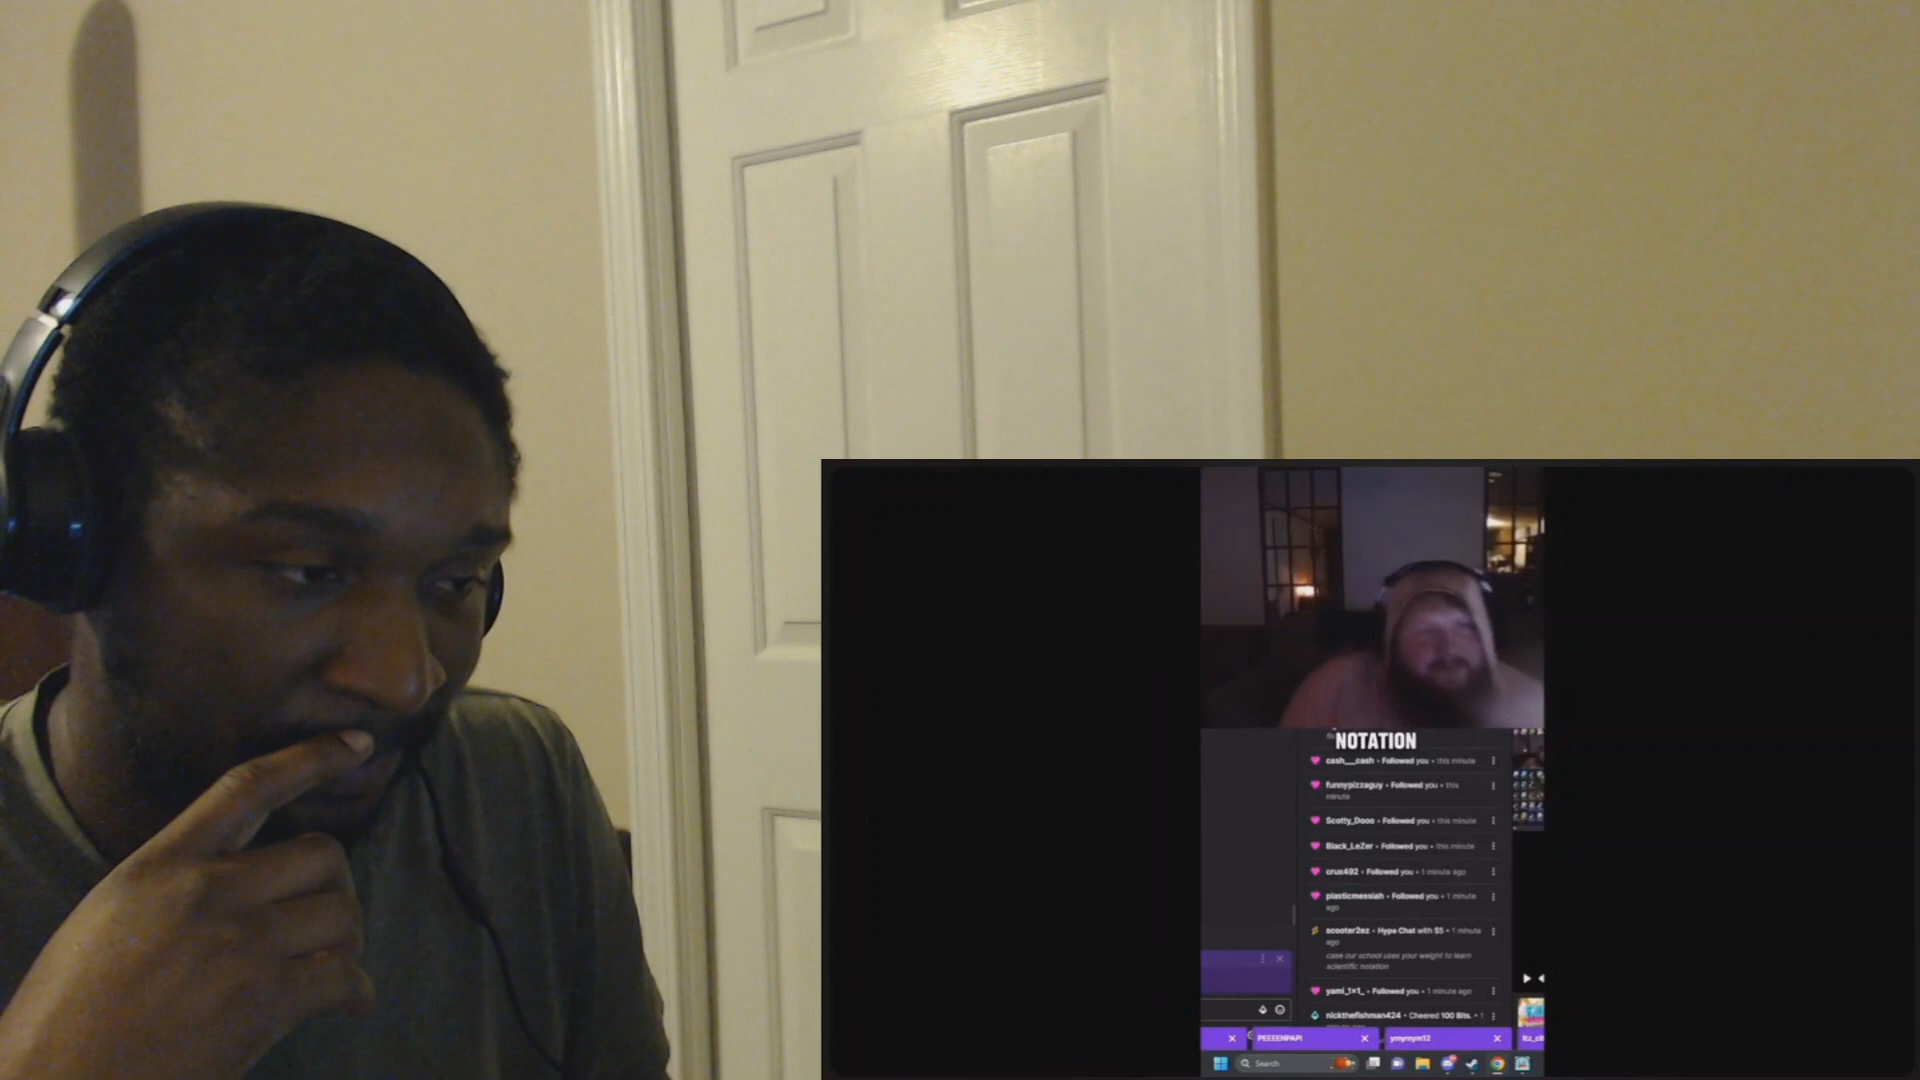 NOTATION
cash__cash • Followed you • this minute
funnypizzaguy • Followed you • this
minute
Scotty_Dooo • Followed you • this minute
Black_LeZer • Followed you • this minute
crux492 • Followed you • 1 minute ago
plasticmessiah • Followed you • 1 minute
ago
scooter2ez • Hype Chat with $5 • 1 minute
ago
case our school uses your weight to learn
scientific notation
yami_1x1_ • Followed you • 1 minute ago
nickthefishman424 • Cheered 100 Bits. • 1
PEEEENPAPI
ymymym12
Search